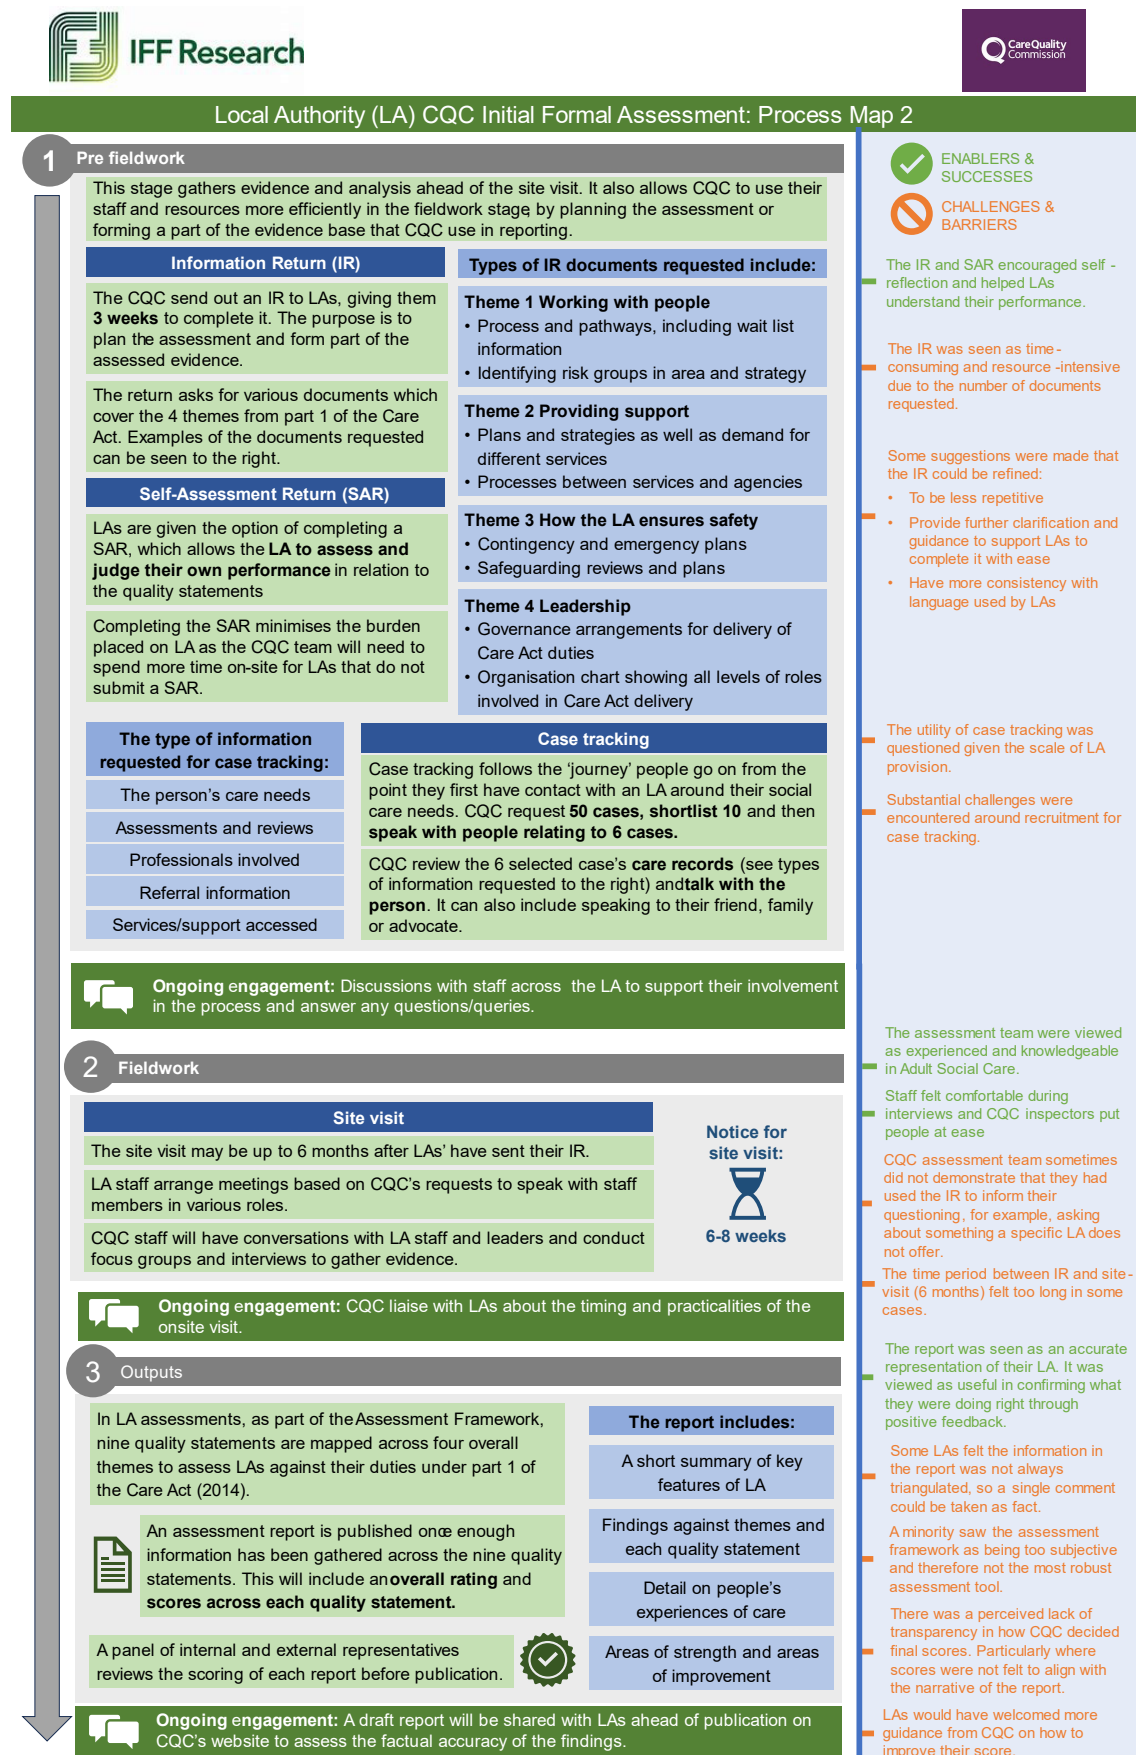 IFF Research
CareQuality
Commission
Local Authority (LA) CQC Initial Formal Assessment: Process Map 2
1
Pre fieldwork
This stage gathers evidence and analysis ahead of the site visit. It also allows CQC to use their
staff and resources more efficiently in the fieldwork stage, by planning the assessment or
forming a part of the evidence base that CQC use in reporting.
Information Return (IR)
The CQC send out an IR to LAs, giving them
3 weeks to complete it. The purpose is to
plan the assessment and form part of the
assessed evidence.
The return asks for various documents which
cover the 4 themes from part 1 of the Care
Act. Examples of the documents requested
can be seen to the right.
Self-Assessment Return (SAR)
LAs are given the option of completing a
SAR, which allows the LA to assess and
judge their own performance in relation to
the quality statements
Completing the SAR minimises the burden
placed on LA as the CQC team will need to
spend more time on-site for LAs that do not
submit a SAR.
Types of IR documents requested include:
Theme 1 Working with people
• Process and pathways, including wait list
information
• Identifying risk groups in area and strategy
Theme 2 Providing support
• Plans and strategies as well as demand for
different services
• Processes between services and agencies
Theme 3 How the LA ensures safety
• Contingency and emergency plans
• Safeguarding reviews and plans
Theme 4 Leadership
• Governance arrangements for delivery of
Care Act duties
• Organisation chart showing all levels of roles
involved in Care Act delivery
The type of information
requested for case tracking:
The person's care needs
Assessments and reviews
Professionals involved
Referral information
Services/support accessed
Case tracking
Case tracking follows the ‘journey’ people go on from the
point they first have contact with an LA around their social
care needs. CQC request 50 cases, shortlist 10 and then
speak with people relating to 6 cases.
CQC review the 6 selected case's care records (see types
of information requested to the right) and talk with the
person. It can also include speaking to their friend, family
or advocate.
Ongoing engagement: Discussions with staff across the LA to support their involvement
in the process and answer any questions/queries.
2
Fieldwork
Site visit
The site visit may be up to 6 months after LAs’ have sent their IR.
LA staff arrange meetings based on CQC's requests to speak with staff
members in various roles.
CQC staff will have conversations with LA staff and leaders and conduct
focus groups and interviews to gather evidence.
Notice for
site visit:
6-8 weeks
Ongoing engagement: CQC liaise with LAs about the timing and practicalities of the
onsite visit.
3
Outputs
In LA assessments, as part of the Assessment Framework,
nine quality statements are mapped across four overall
themes to assess LAs against their duties under part 1 of
the Care Act (2014).
An assessment report is published once enough
information has been gathered across the nine quality
statements. This will include an overall rating and
scores across each quality statement.
A panel of internal and external representatives
reviews the scoring of each report before publication.
The report includes:
A short summary of key
features of LA
Findings against themes and
each quality statement
Detail on people's
experiences of care
Areas of strength and areas
of improvement
Ongoing engagement: A draft report will be shared with LAs ahead of publication on
CQC's website to assess the factual accuracy of the findings.
ENABLERS &
SUCCESSES
CHALLENGES &
BARRIERS
The IR and SAR encouraged self -
reflection and helped LAs
understand their performance.
The IR was seen as time-
consuming and resource -intensive
due to the number of documents
requested.
Some suggestions were made that
the IR could be refined:
• To be less repetitive
• Provide further clarification and
guidance to support LAs to
complete it with ease
• Have more consistency with
language used by LAs
The utility of case tracking was
questioned given the scale of LA
provision.
Substantial challenges were
encountered around recruitment for
case tracking.
The assessment team were viewed
as experienced and knowledgeable
in Adult Social Care.
Staff felt comfortable during
interviews and CQC inspectors put
people at ease
CQC assessment team sometimes
did not demonstrate that they had
used the IR to inform their
questioning, for example, asking
about something a specific LA does
not offer.
The time period between IR and site-
visit (6 months) felt too long in some
cases.
The report was seen as an accurate
representation of their LA. It was
viewed as useful in confirming what
they were doing right through
positive feedback.
Some LAs felt the information in
the report was not always
triangulated, so a single comment
could be taken as fact.
A minority saw the assessment
framework as being too subjective
and therefore not the most robust
assessment tool.
There was a perceived lack of
transparency in how CQC decided
final scores. Particularly where
scores were not felt to align with
the narrative of the report.
LAs would have welcomed more
guidance from CQC on how to
improve their score.